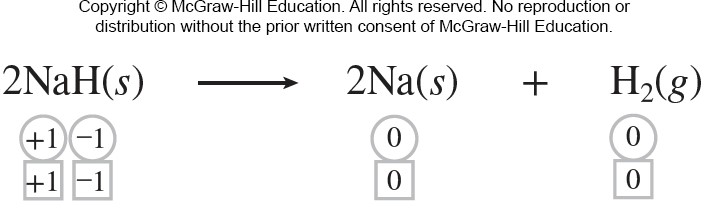 Copyright © McGraw-Hill Education. All rights reserved. No reproduction or
distribution without the prior written consent of McGraw-Hill Education.
2NaH(s) ⟶ 2Na(s) + H₂(g)
+1 −1 0 0
+1 −1 0 0